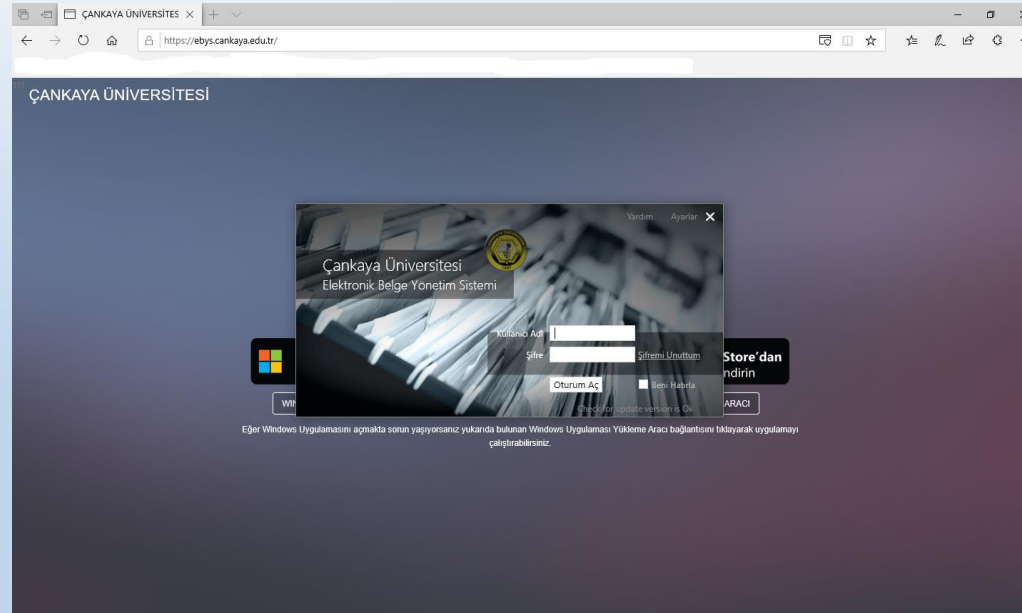 ÇANKAYA ÜNİVERSİTES
https://ebys.cankaya.edu.tr/
ÇANKAYA ÜNİVERSİTESİ
Yardım Ayarlar
Çankaya Üniversitesi
Elektronik Belge Yönetim Sistemi
Kullanıcı Adı
Şifre Şifremi Unuttum
Store'dan
ndirin
Oturum Aç Beni Hatırla
WIN ARACI
Check for update version is Ok
Eğer Windows Uygulamasını açmakta sorun yaşıyorsanız yukarıda bulunan Windows Uygulaması Yükleme Aracı bağlantısını tıklayarak uygulamayı
çalıştırabilirsiniz.